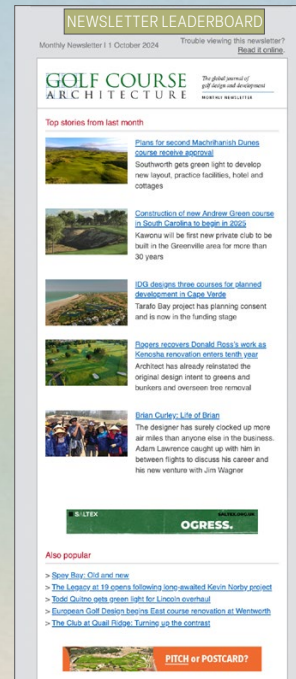 NEWSLETTER LEADERBOARD
Monthly Newsletter | 1 October 2024
Trouble viewing this newsletter?
Read it online.
GOLF COURSE
ARCHITECTURE
The global journal of
golf design and development
MONTHLY NEWSLETTER
Top stories from last month
Plans for second Machrihanish Dunes
course receive approval
Southworth gets green light to develop
new layout, practice facilities, hotel and
cottages
Construction of new Andrew Green course
in South Carolina to begin in 2025
Kawonu will be first new private club to be
built in the Greenville area for more than
30 years
IDG designs three courses for planned
development in Cape Verde
Tarafo Bay project has planning consent
and is now in the funding stage
Rogers recovers Donald Ross's work as
Kenosha renovation enters tenth year
Architect has already reinstated the
original design intent to greens and
bunkers and overseen tree removal
Brian Curley: Life of Brian
The designer has surely clocked up more
air miles than anyone else in the business.
Adam Lawrence caught up with him in
between flights to discuss his career and
his new venture with Jim Wagner
SALTEX
SALTEX.ORG.UK
OGRESS.
Also popular
> Spey Bay: Old and new
> The Legacy at 19 opens following long-awaited Kevin Norby project
> Todd Quitno gets green light for Lincoln overhaul
> European Golf Design begins East course renovation at Wentworth
> The Club at Quail Ridge: Turning up the contrast
PITCH or POSTCARD?